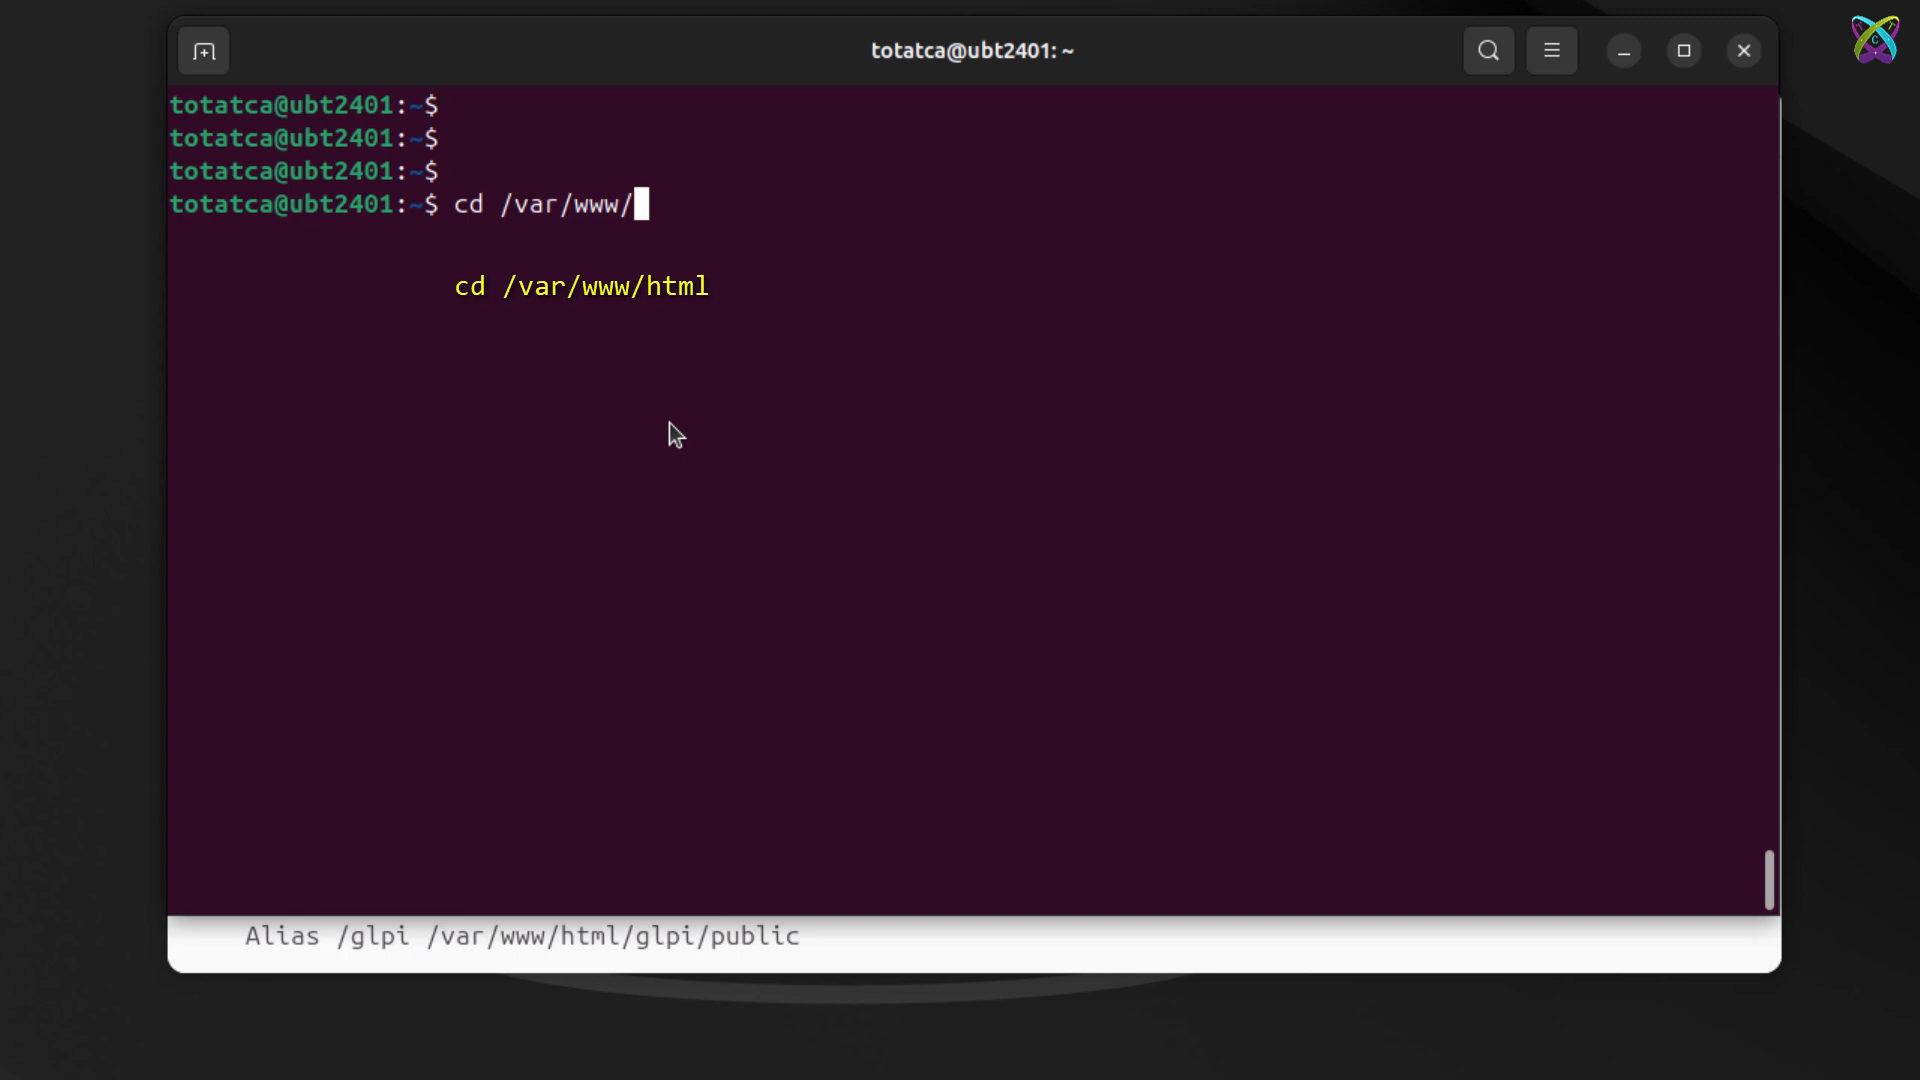 totatca@ubt2401: ~
totatca@ubt2401:~$
totatca@ubt2401:~$
totatca@ubt2401:~$
totatca@ubt2401:~$ cd /var/www/
cd /var/www/html
Alias /glpi /var/www/html/glpi/public